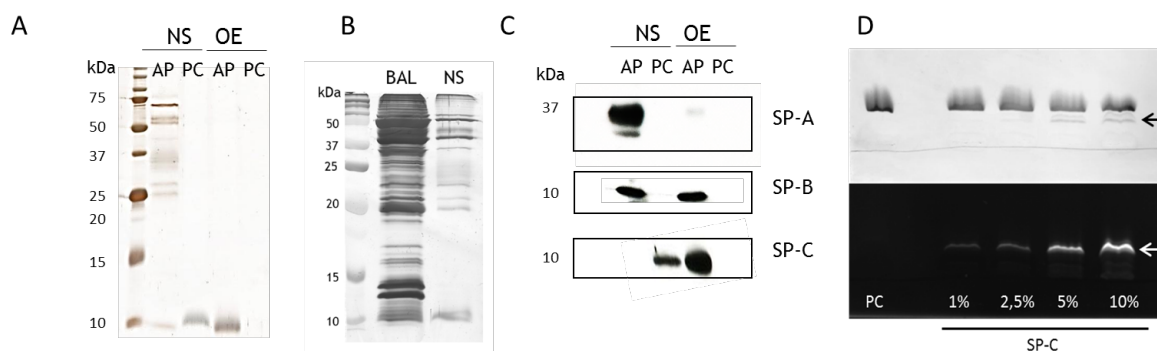 A
NS OE
kDa AP PC AP PC
75
50
37
25
20
15
10
B
BAL NS
kDa
50
37
25
20
15
10
C
NS OE
kDa AP PC AP PC
37 SP-A
10 SP-B
10 SP-C
D
PC 1% 2,5% 5% 10%
SP-C